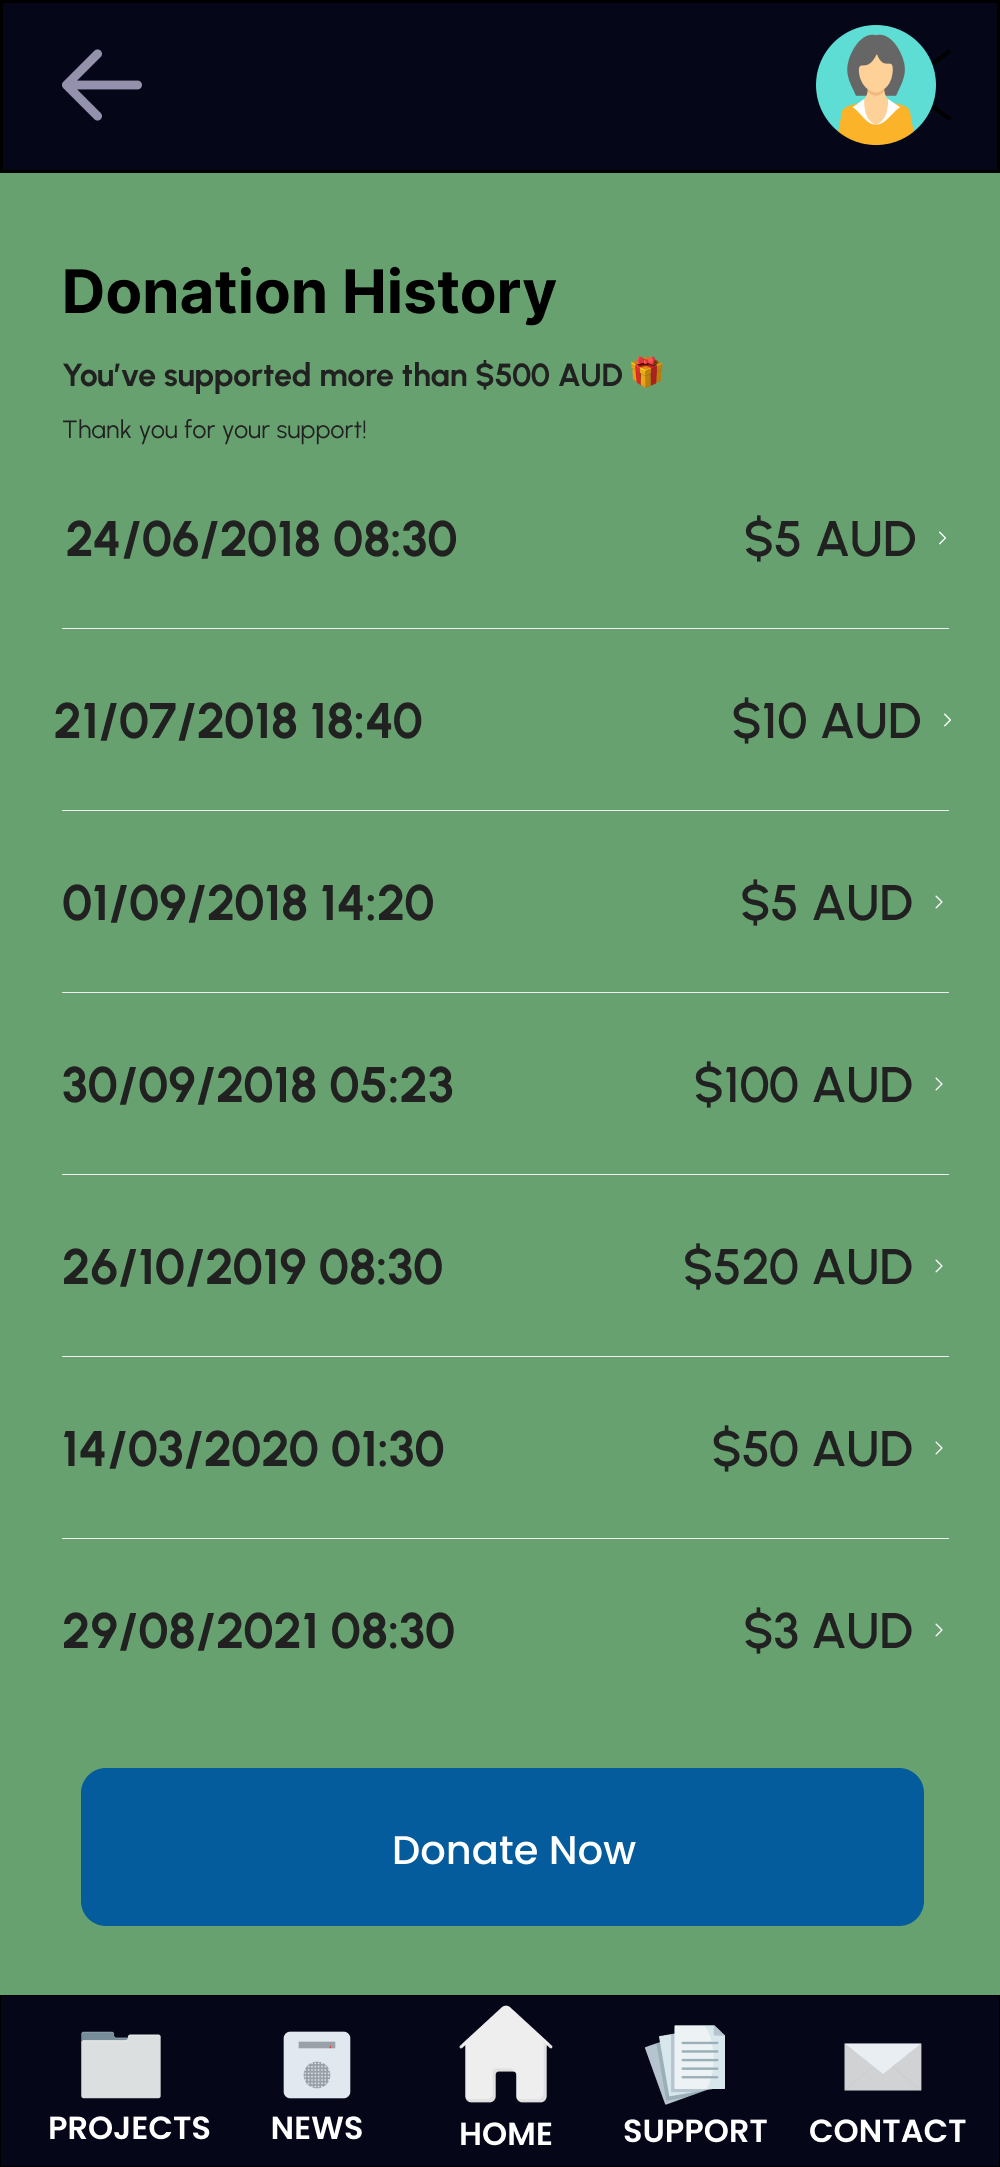 Donation History
You've supported more than $500 AUD 🎁
Thank you for your support!
24/06/2018 08:30 $5 AUD
21/07/2018 18:40 $10 AUD
01/09/2018 14:20 $5 AUD
30/09/2018 05:23 $100 AUD
26/10/2019 08:30 $520 AUD
14/03/2020 01:30 $50 AUD
29/08/2021 08:30 $3 AUD
Donate Now
PROJECTS NEWS HOME SUPPORT CONTACT